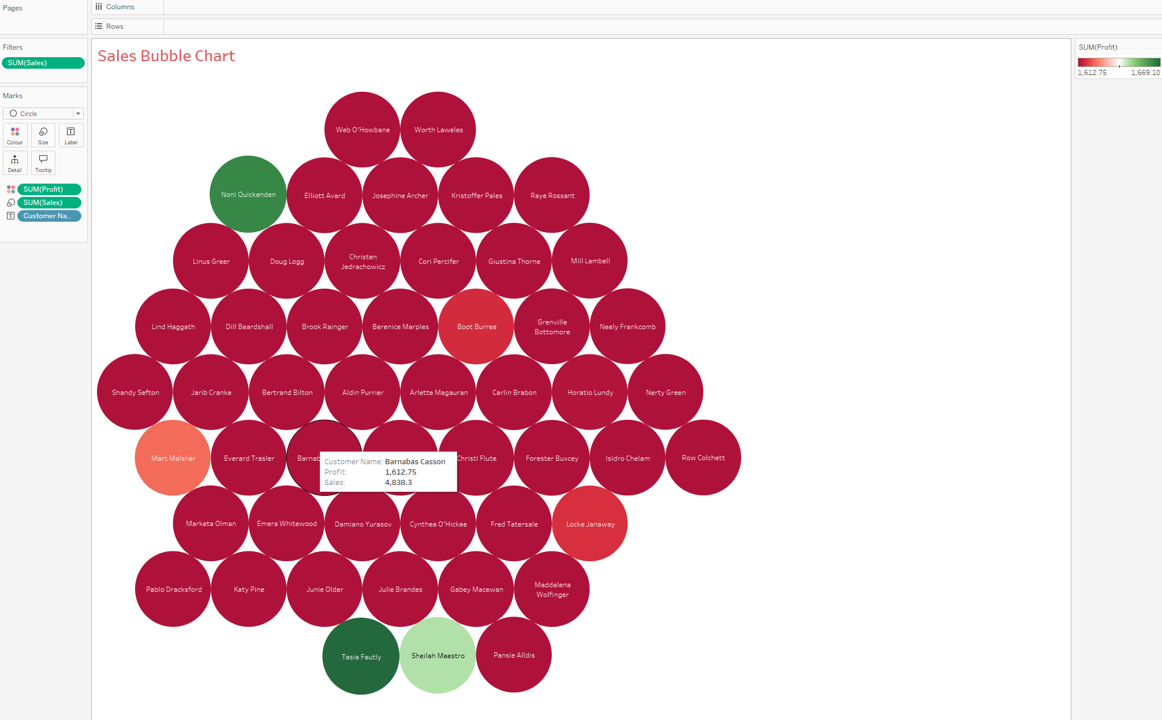 Pages
Columns
Rows
Filters
SUM(Sales)
Marks
Circle
Colour
Size
Label
Detail
Tooltip
SUM(Profit)
SUM(Sales)
Customer Na..
Sales Bubble Chart
Web O'Howbane
Worth Laweles
Noni Quickenden
Elliott Avard
Josephine Archer
Kristoffer Pales
Raye Rossant
Linus Greer
Doug Logg
Christen
Jedrachowicz
Cori Percifer
Giustina Thorne
Mill Lambell
Lind Haggath
Dill Beardshall
Brook Rainger
Berenice Marples
Boot Burree
Grenville
Bottomore
Neely Frankcomb
Shandy Sefton
Jarib Cranke
Bertrand Bilton
Aldin Purrier
Arlette Magauran
Carlin Brabon
Horatio Lundy
Nerty Green
Mart Malsher
Everard Trasler
Barnab
Customer Name: Barnabas Casson
Profit: 1,612.75
Sales: 4,838.3
Christi Flute
Forester Buxcey
Isidro Chelam
Row Colchett
Marketa Olman
Emera Whitewood
Damiano Yurasov
Cynthea O'Hickee
Fred Tatersale
Locke Janaway
Pablo Dracksford
Katy Pine
Junie Older
Julie Brandes
Gabey Macewan
Maddalena
Wolfinger
Tasia Fautly
Sheilah Maestro
Pansie Alldis
SUM(Profit)
1,612.75 1,669.10